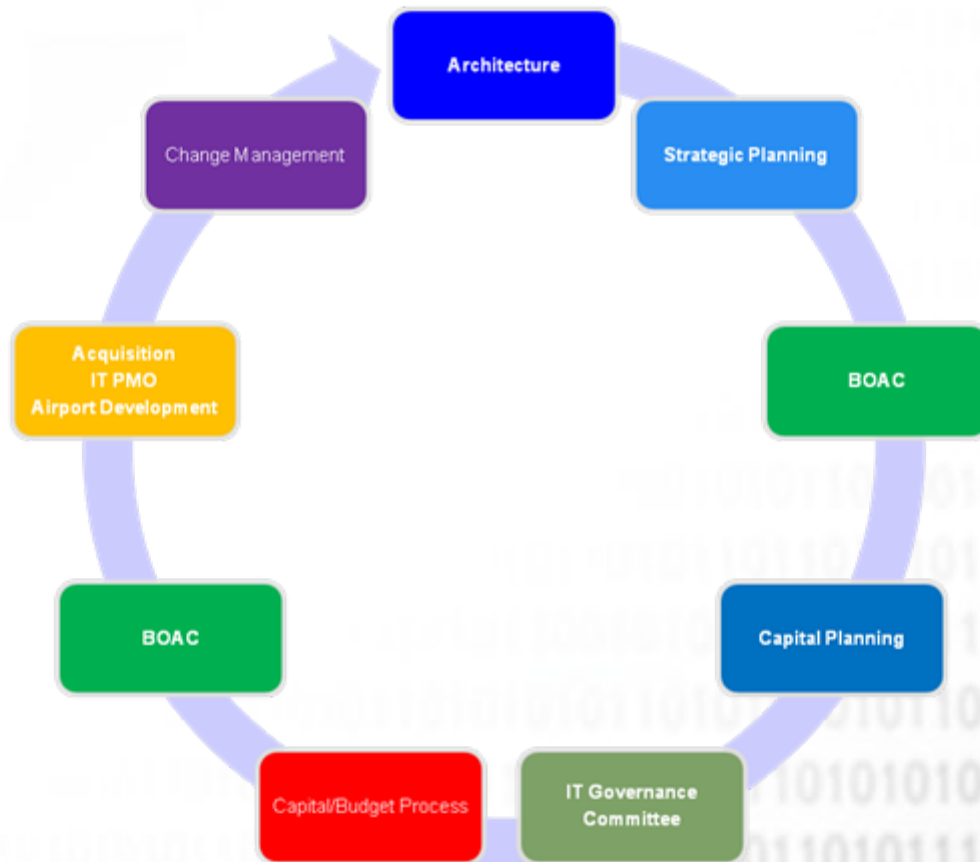 Architecture
Strategic Planning
BOAC
Capital Planning
IT Governance
Committee
Capital/Budget Process
BOAC
Acquisition
IT PMO
Airport Development
Change Management